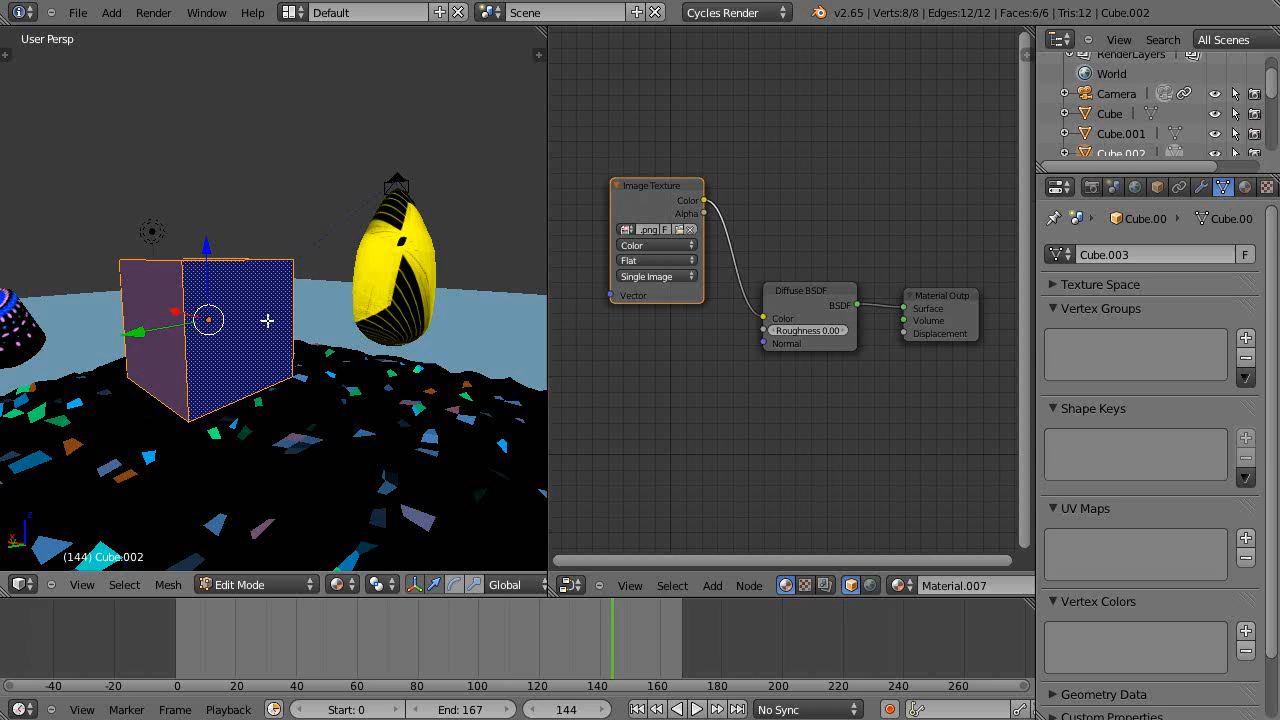 File Add Render Window Help Default Scene Cycles Render v2.65 | Verts:8/8 | Edges:12/12 | Faces:6/6 | Tris:12 | Cube.002
User Persp
View Search All Scenes
RenderLayers
World
Camera
Cube
Cube.001
Cube.002
Image Texture
Color
Alpha
.png F
Color
Flat
Single Image
Vector
Diffuse BSDF
BSDF
Color
Roughness 0.00
Normal
Material Outp
Surface
Volume
Displacement
Cube.00 Cube.00
Cube.003 F
Texture Space
Vertex Groups
Shape Keys
UV Maps
Vertex Colors
Geometry Data
Custom Properties
z
x
(144) Cube.002
View Select Mesh Edit Mode Global
View Select Add Node Material.007
-40 -20 0 20 40 60 80 100 120 140 160 180 200 220 240 260
View Marker Frame Playback Start: 0 End: 167 144 No Sync